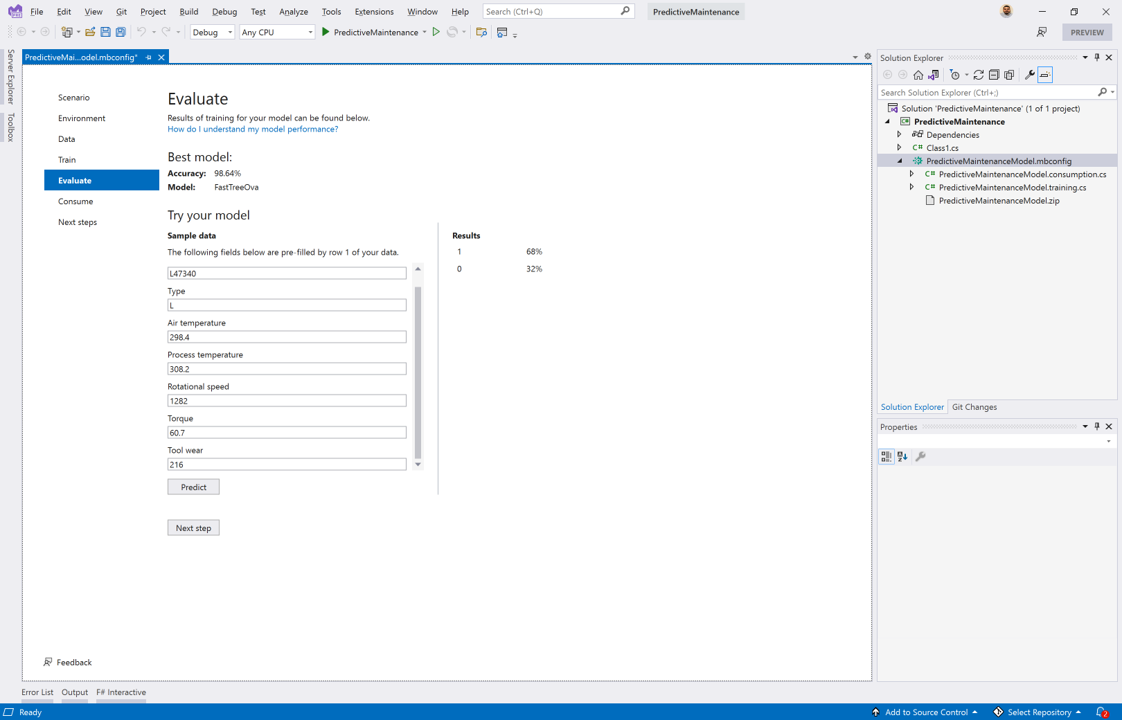 File Edit View Git Project Build Debug Test Analyze Tools Extensions Window Help Search (Ctrl+Q) PredictiveMaintenance
Debug Any CPU PredictiveMaintenance PREVIEW
Server Explorer
Toolbox
PredictiveMai...odel.mbconfig*
Scenario
Environment
Data
Train
Evaluate
Consume
Next steps
Evaluate
Results of training for your model can be found below.
How do I understand my model performance?
Best model:
Accuracy: 98.64%
Model: FastTreeOva
Try your model
Sample data
The following fields below are pre-filled by row 1 of your data.
L47340
Type
L
Air temperature
298.4
Process temperature
308.2
Rotational speed
1282
Torque
60.7
Tool wear
216
Predict
Next step
Results
1 68%
0 32%
Feedback
Solution Explorer
Search Solution Explorer (Ctrl+;)
Solution 'PredictiveMaintenance' (1 of 1 project)
C# PredictiveMaintenance
Dependencies
C# Class1.cs
PredictiveMaintenanceModel.mbconfig
C# PredictiveMaintenanceModel.consumption.cs
C# PredictiveMaintenanceModel.training.cs
PredictiveMaintenanceModel.zip
Solution Explorer Git Changes
Properties
Error List Output F# Interactive
Ready Add to Source Control Select Repository 2